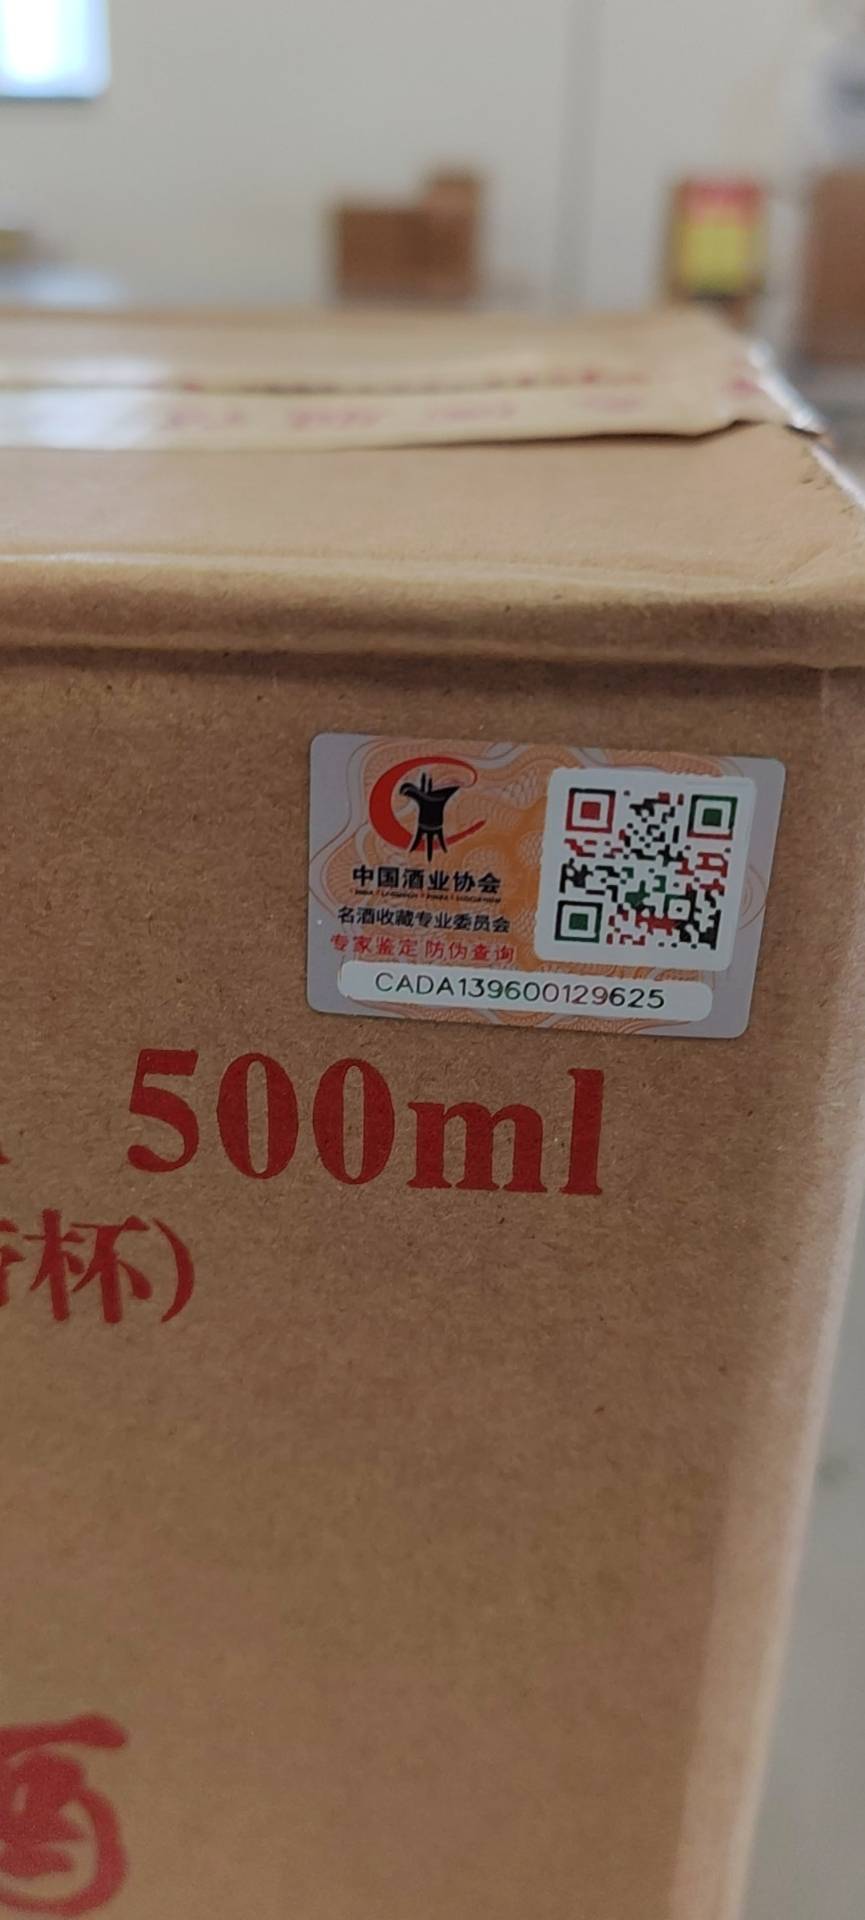 中国酒业协会
名酒收藏专业委员会
专家鉴定 防伪查询
CADA139600129625
500ml
杯)
酒